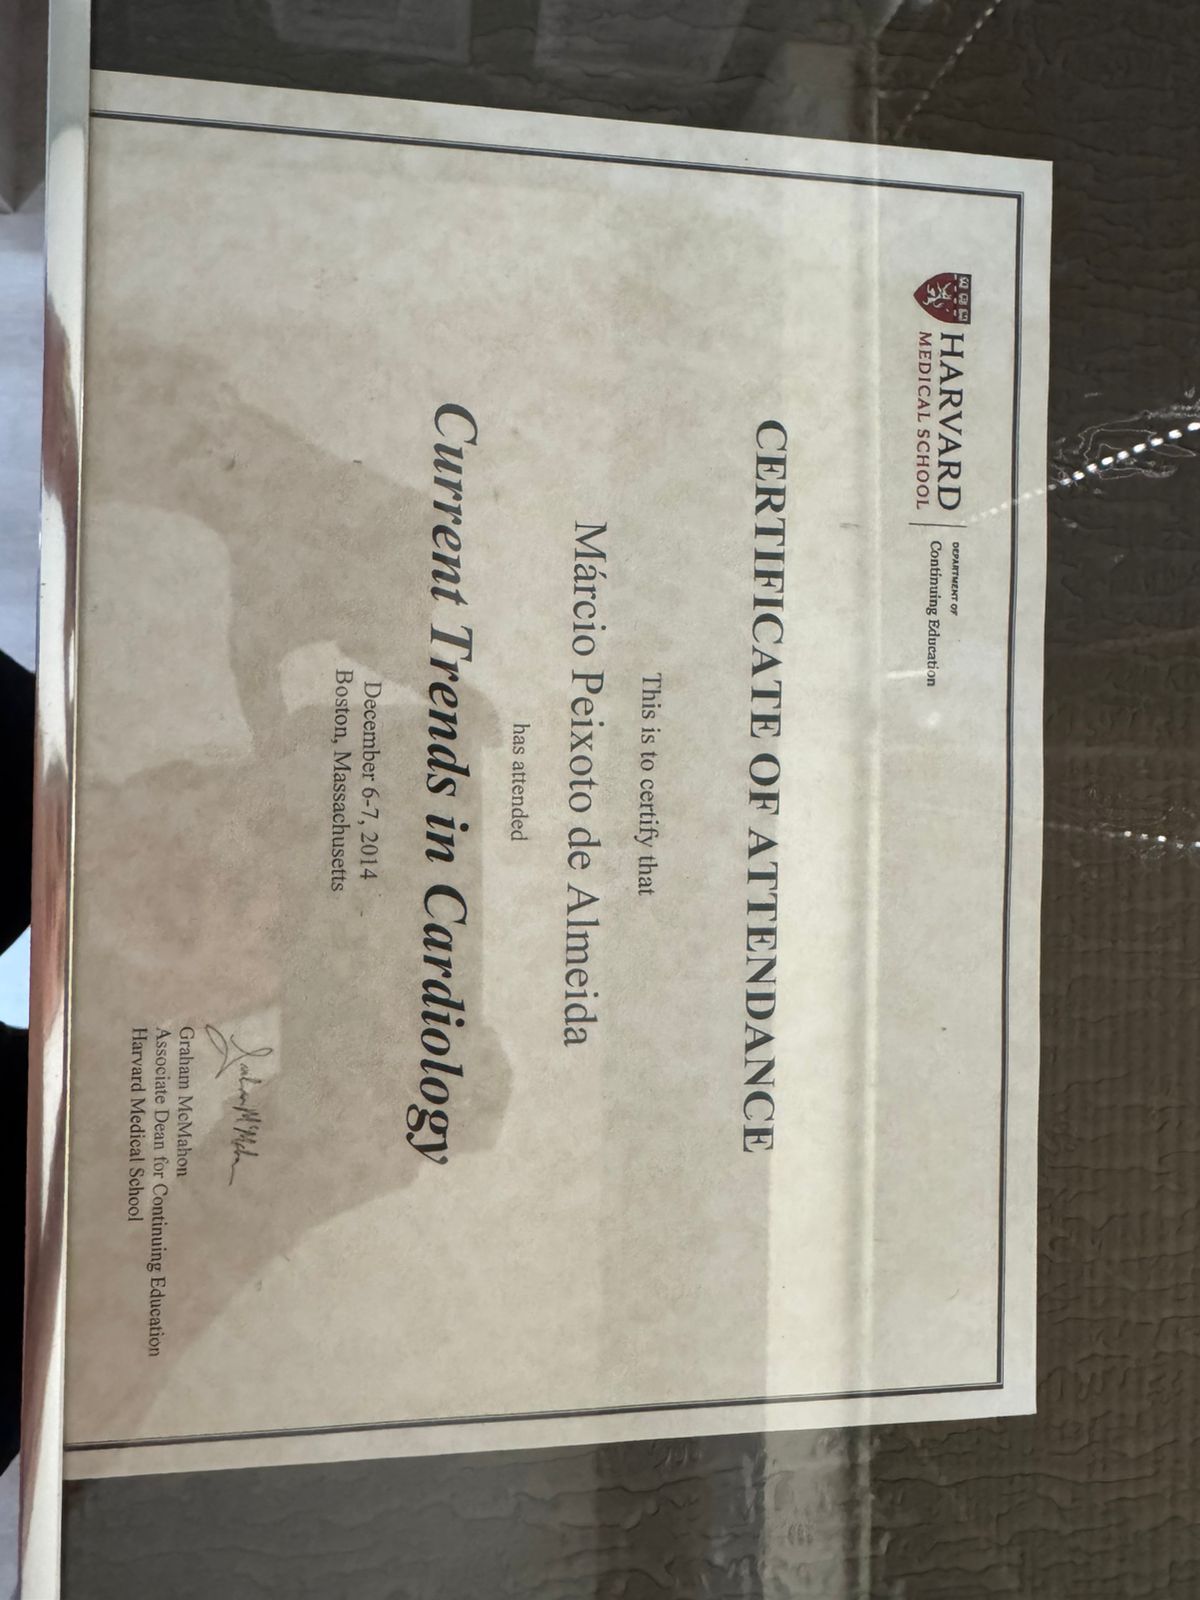 HARVARD
MEDICAL SCHOOL
DEPARTMENT OF
Continuing Education
CERTIFICATE OF ATTENDANCE
This is to certify that
Márcio Peixoto de Almeida
has attended
Current Trends in Cardiology
December 6-7, 2014
Boston, Massachusetts
Graham McMahon
Graham McMahon
Associate Dean for Continuing Education
Harvard Medical School